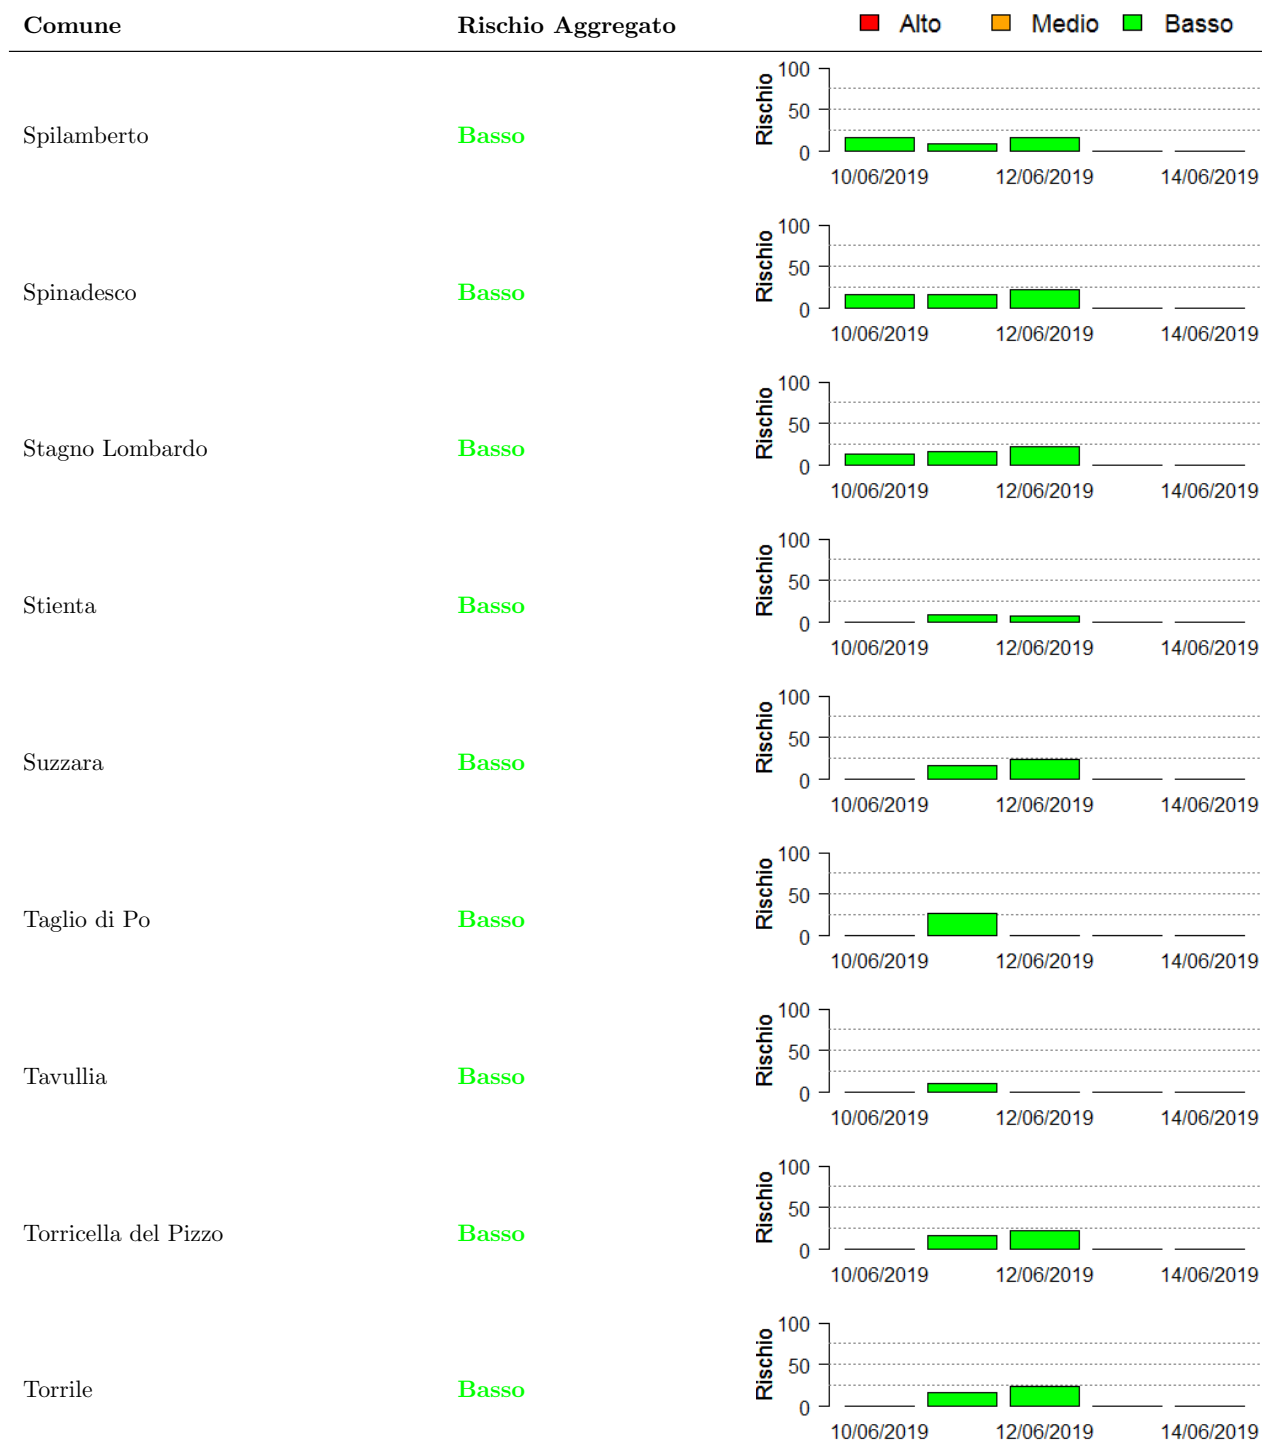 Comune Rischio Aggregato Alto Medio Basso
Spilamberto Basso
Rischio
100
50
0
10/06/2019 12/06/2019 14/06/2019
Spinadesco Basso
Rischio
100
50
0
10/06/2019 12/06/2019 14/06/2019
Stagno Lombardo Basso
Rischio
100
50
0
10/06/2019 12/06/2019 14/06/2019
Stienta Basso
Rischio
100
50
0
10/06/2019 12/06/2019 14/06/2019
Suzzara Basso
Rischio
100
50
0
10/06/2019 12/06/2019 14/06/2019
Taglio di Po Basso
Rischio
100
50
0
10/06/2019 12/06/2019 14/06/2019
Tavullia Basso
Rischio
100
50
0
10/06/2019 12/06/2019 14/06/2019
Torricella del Pizzo Basso
Rischio
100
50
0
10/06/2019 12/06/2019 14/06/2019
Torrile Basso
Rischio
100
50
0
10/06/2019 12/06/2019 14/06/2019